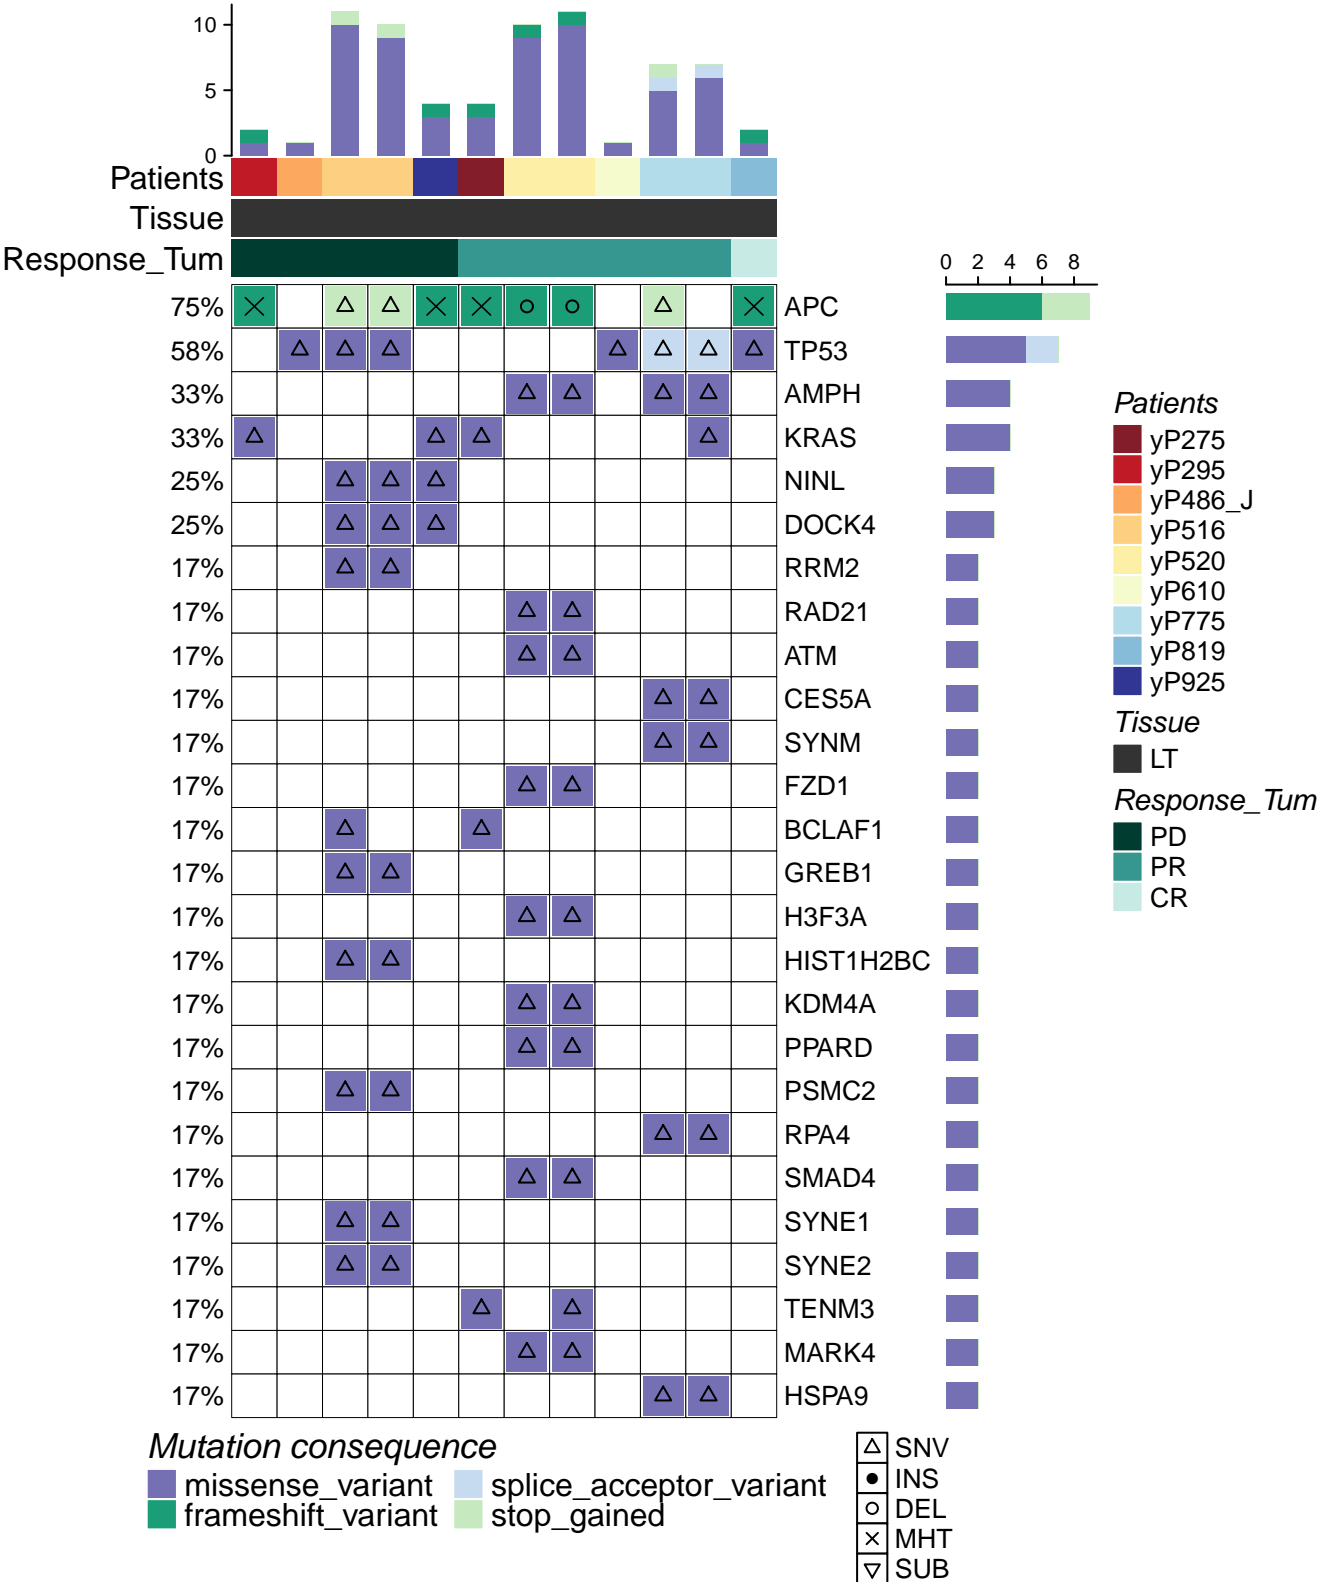 10
5
0
Patients
Tissue
Response_Tum
0 2 4 6 8
75% APC
58% TP53
33% AMPH
33% KRAS
25% NINL
25% DOCK4
17% RRM2
17% RAD21
17% ATM
17% CES5A
17% SYNM
17% FZD1
17% BCLAF1
17% GREB1
17% H3F3A
17% HIST1H2BC
17% KDM4A
17% PPARD
17% PSMC2
17% RPA4
17% SMAD4
17% SYNE1
17% SYNE2
17% TENM3
17% MARK4
17% HSPA9
Patients
yP275
yP295
yP486_J
yP516
yP520
yP610
yP775
yP819
yP925
Tissue
LT
Response_Tum
PD
PR
CR
Mutation consequence
missense_variant splice_acceptor_variant
frameshift_variant stop_gained
SNV
INS
DEL
MHT
SUB